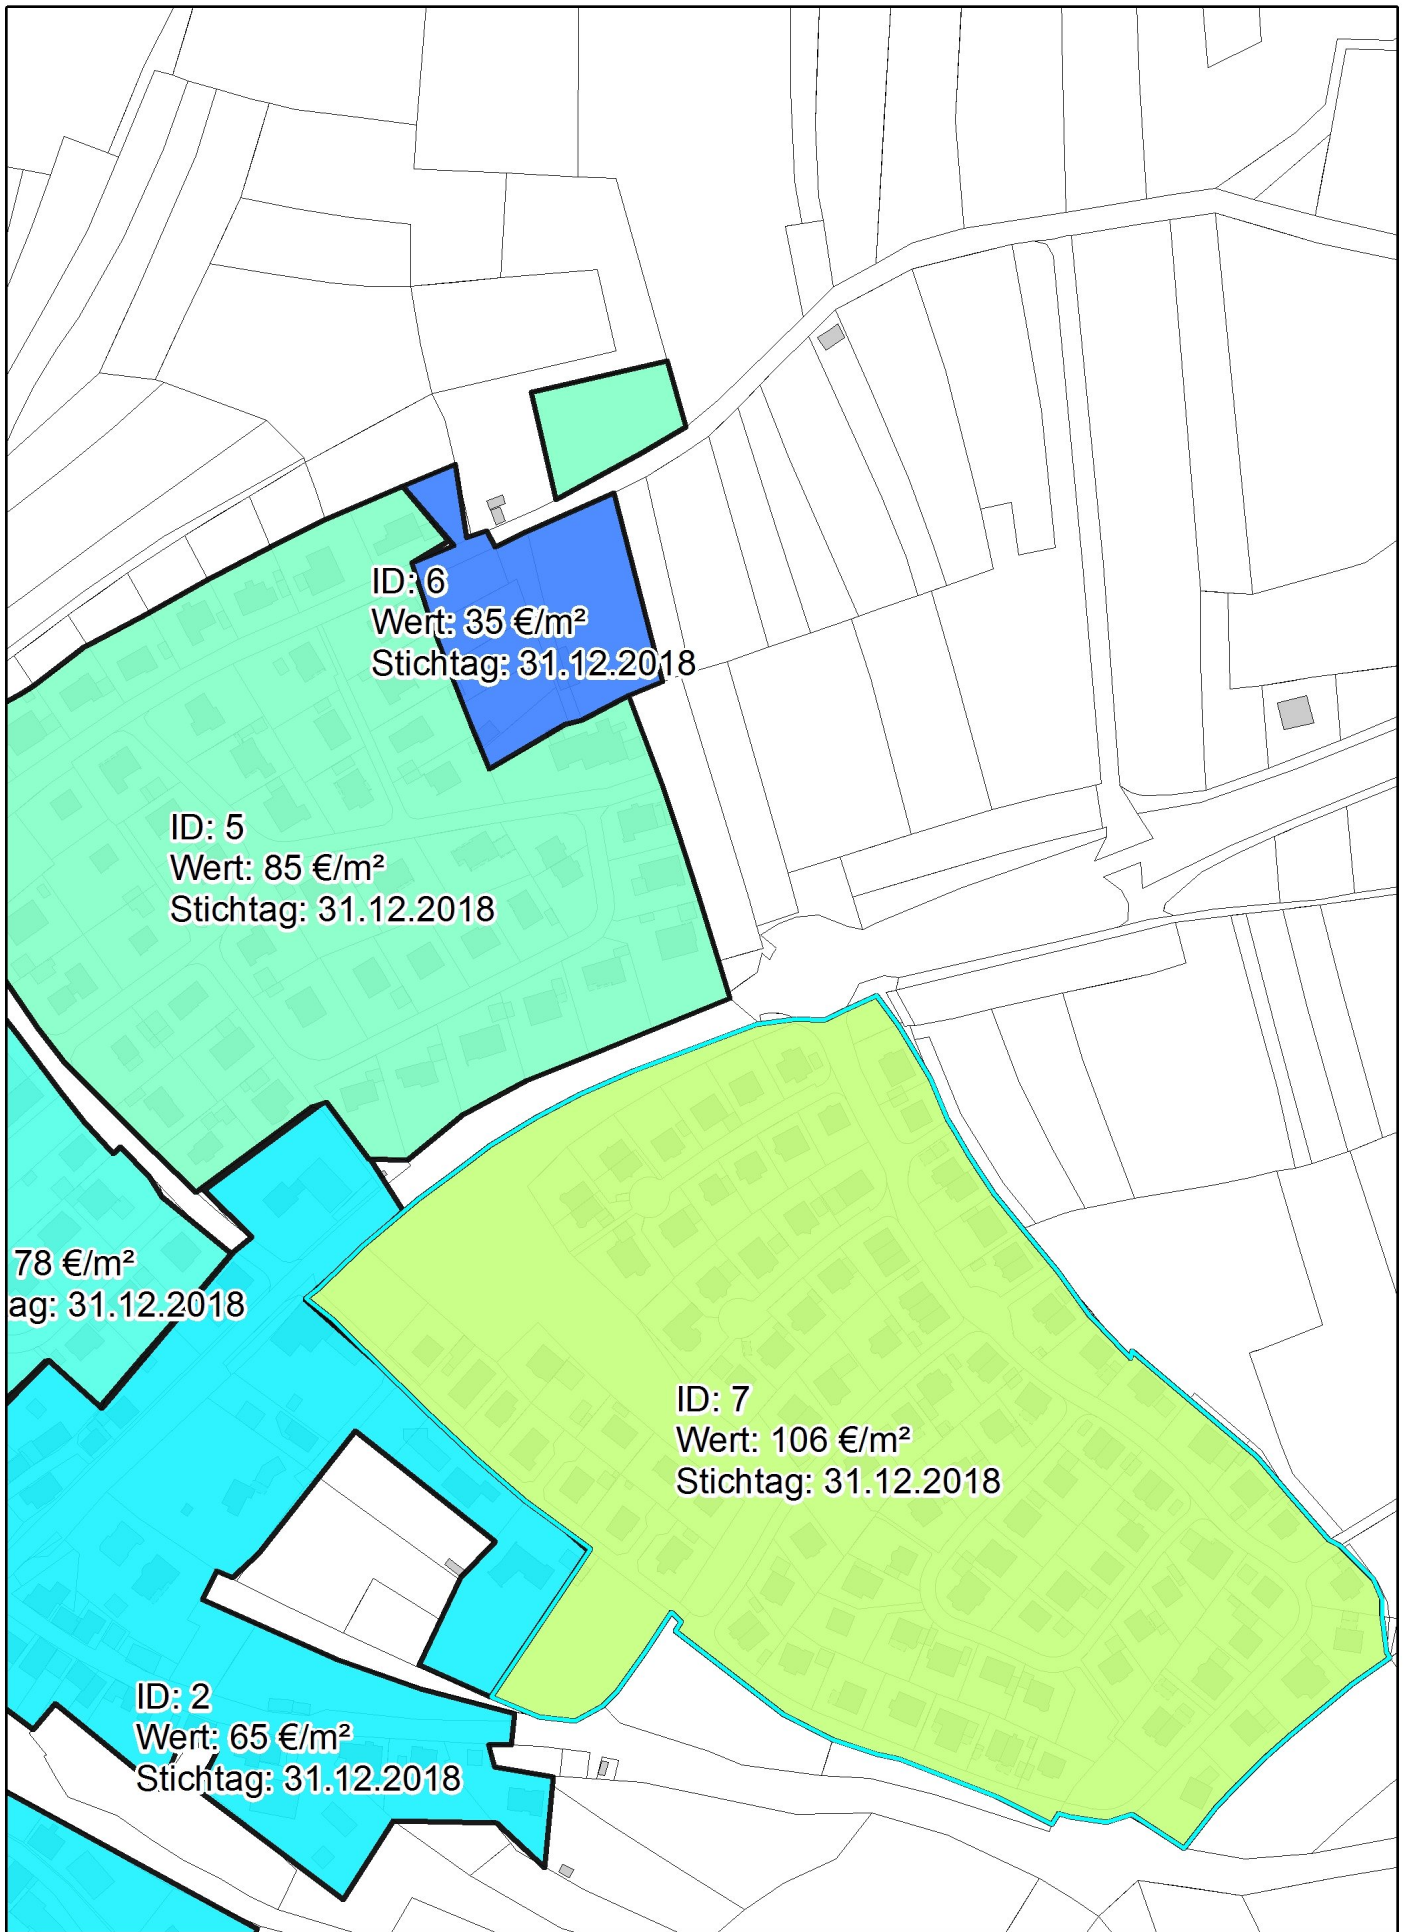 ID: 6
Wert: 35 €/m²
Stichtag: 31.12.2018
ID: 5
Wert: 85 €/m²
Stichtag: 31.12.2018
78 €/m²
ag: 31.12.2018
ID: 7
Wert: 106 €/m²
Stichtag: 31.12.2018
ID: 2
Wert: 65 €/m²
Stichtag: 31.12.2018